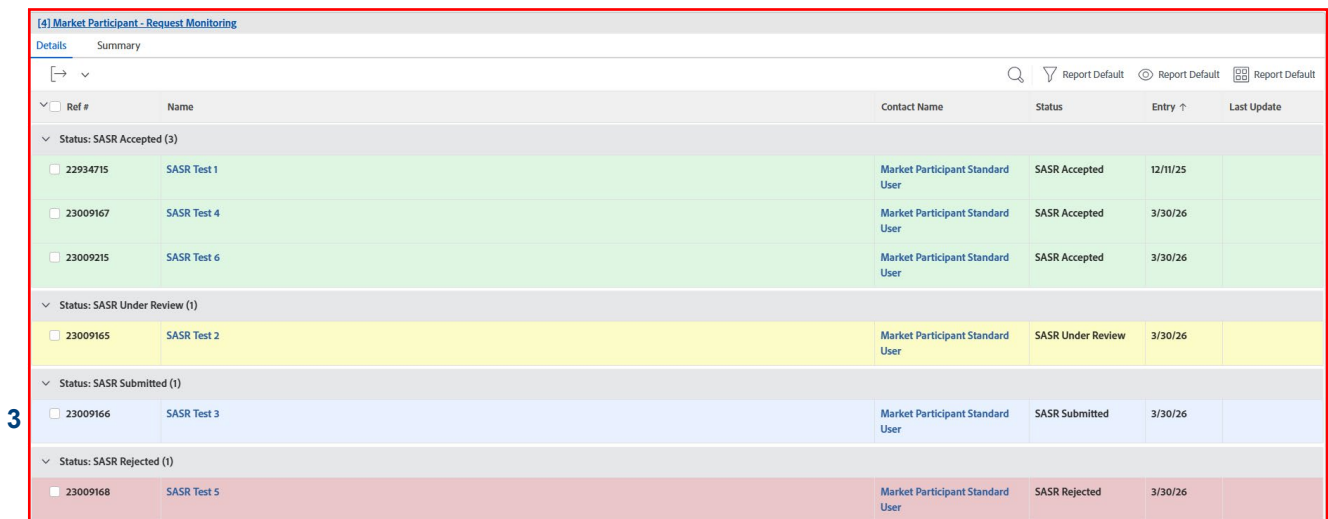 [4] Market Participant - Request Monitoring
Details Summary
Report Default Report Default Report Default
Ref # Name Contact Name Status Entry ↑ Last Update
Status: SASR Accepted (3)
22934715 SASR Test 1 Market Participant Standard User SASR Accepted 12/11/25
23009167 SASR Test 4 Market Participant Standard User SASR Accepted 3/30/26
23009215 SASR Test 6 Market Participant Standard User SASR Accepted 3/30/26
Status: SASR Under Review (1)
23009165 SASR Test 2 Market Participant Standard User SASR Under Review 3/30/26
Status: SASR Submitted (1)
3 23009166 SASR Test 3 Market Participant Standard User SASR Submitted 3/30/26
Status: SASR Rejected (1)
23009168 SASR Test 5 Market Participant Standard User SASR Rejected 3/30/26